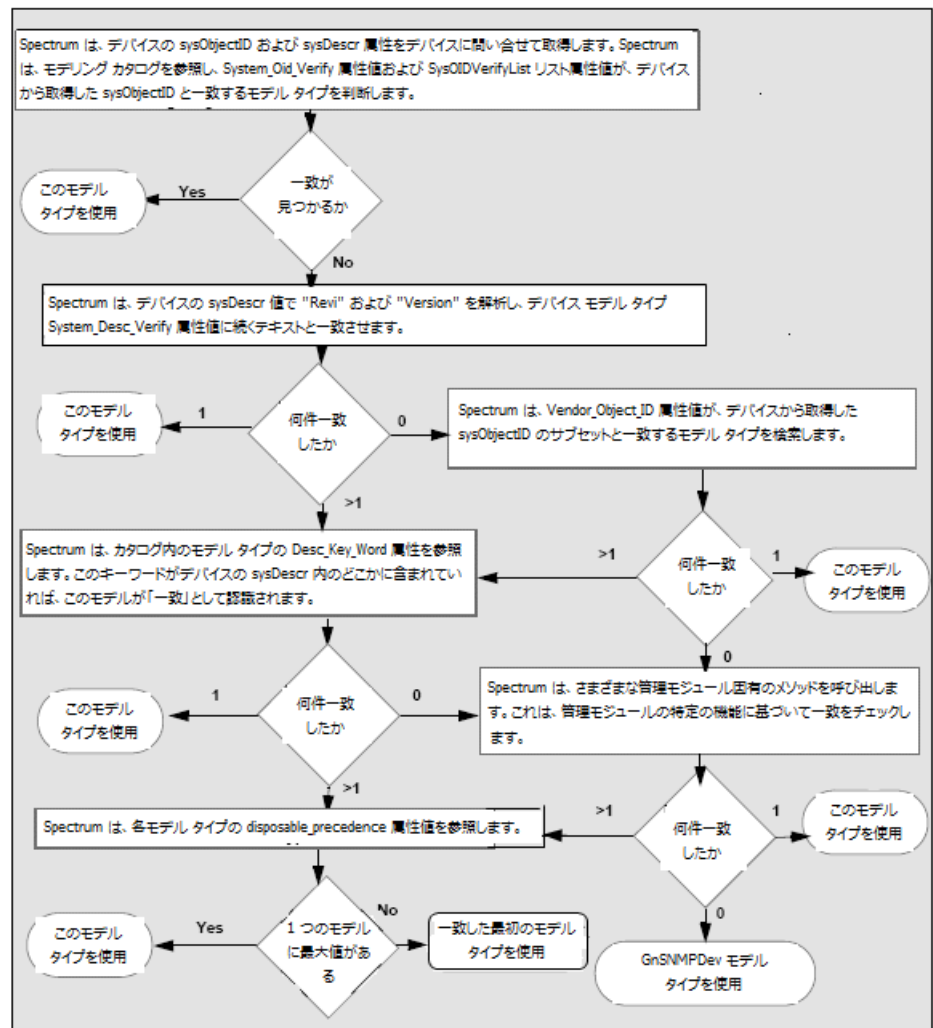 Spectrum は、デバイスの sysObjectID および sysDescr 属性をデバイスに問い合せて取得します。Spectrum
は、モデリング カタログを参照し、System_Oid_Verify 属性値および SysOIDVerifyList リスト属性値が、デバイス
から取得した sysObjectID と一致するモデル タイプを判断します。
一致が
見つかるか
Yes
このモデル
タイプを使用
No
Spectrum は、デバイスの sysDescr 値で "Revi" および "Version" を解析し、デバイス モデル タイプ
System_Desc_Verify 属性値に続くテキストと一致させます。
このモデル
タイプを使用
1
何件一致
したか
0
Spectrum は、Vendor_Object_ID 属性値が、デバイスから取得した
sysObjectID のサブセットと一致するモデル タイプを検索します。
>1
Spectrum は、カタログ内のモデル タイプの Desc_Key_Word 属性を参照
します。このキーワードがデバイスの sysDescr 内のどこかに含まれてい
れば、このモデルが「一致」として認識されます。
>1
何件一致
したか
1
このモデル
タイプを使用
0
このモデル
タイプを使用
1
何件一致
したか
0
Spectrum は、さまざまな管理モジュール固有のメソッドを呼び出しま
す。これは、管理モジュールの特定の機能に基づいて一致をチェックし
ます。
>1
Spectrum は、各モデル タイプの disposable_precedence 属性値を参照します。
>1
何件一致
したか
1
このモデル
タイプを使用
0
このモデル
タイプを使用
Yes
1 つのモデル
に最大値があ
る
No
一致した最初のモデル
タイプを使用
GnSNMPDev モデル
タイプを使用